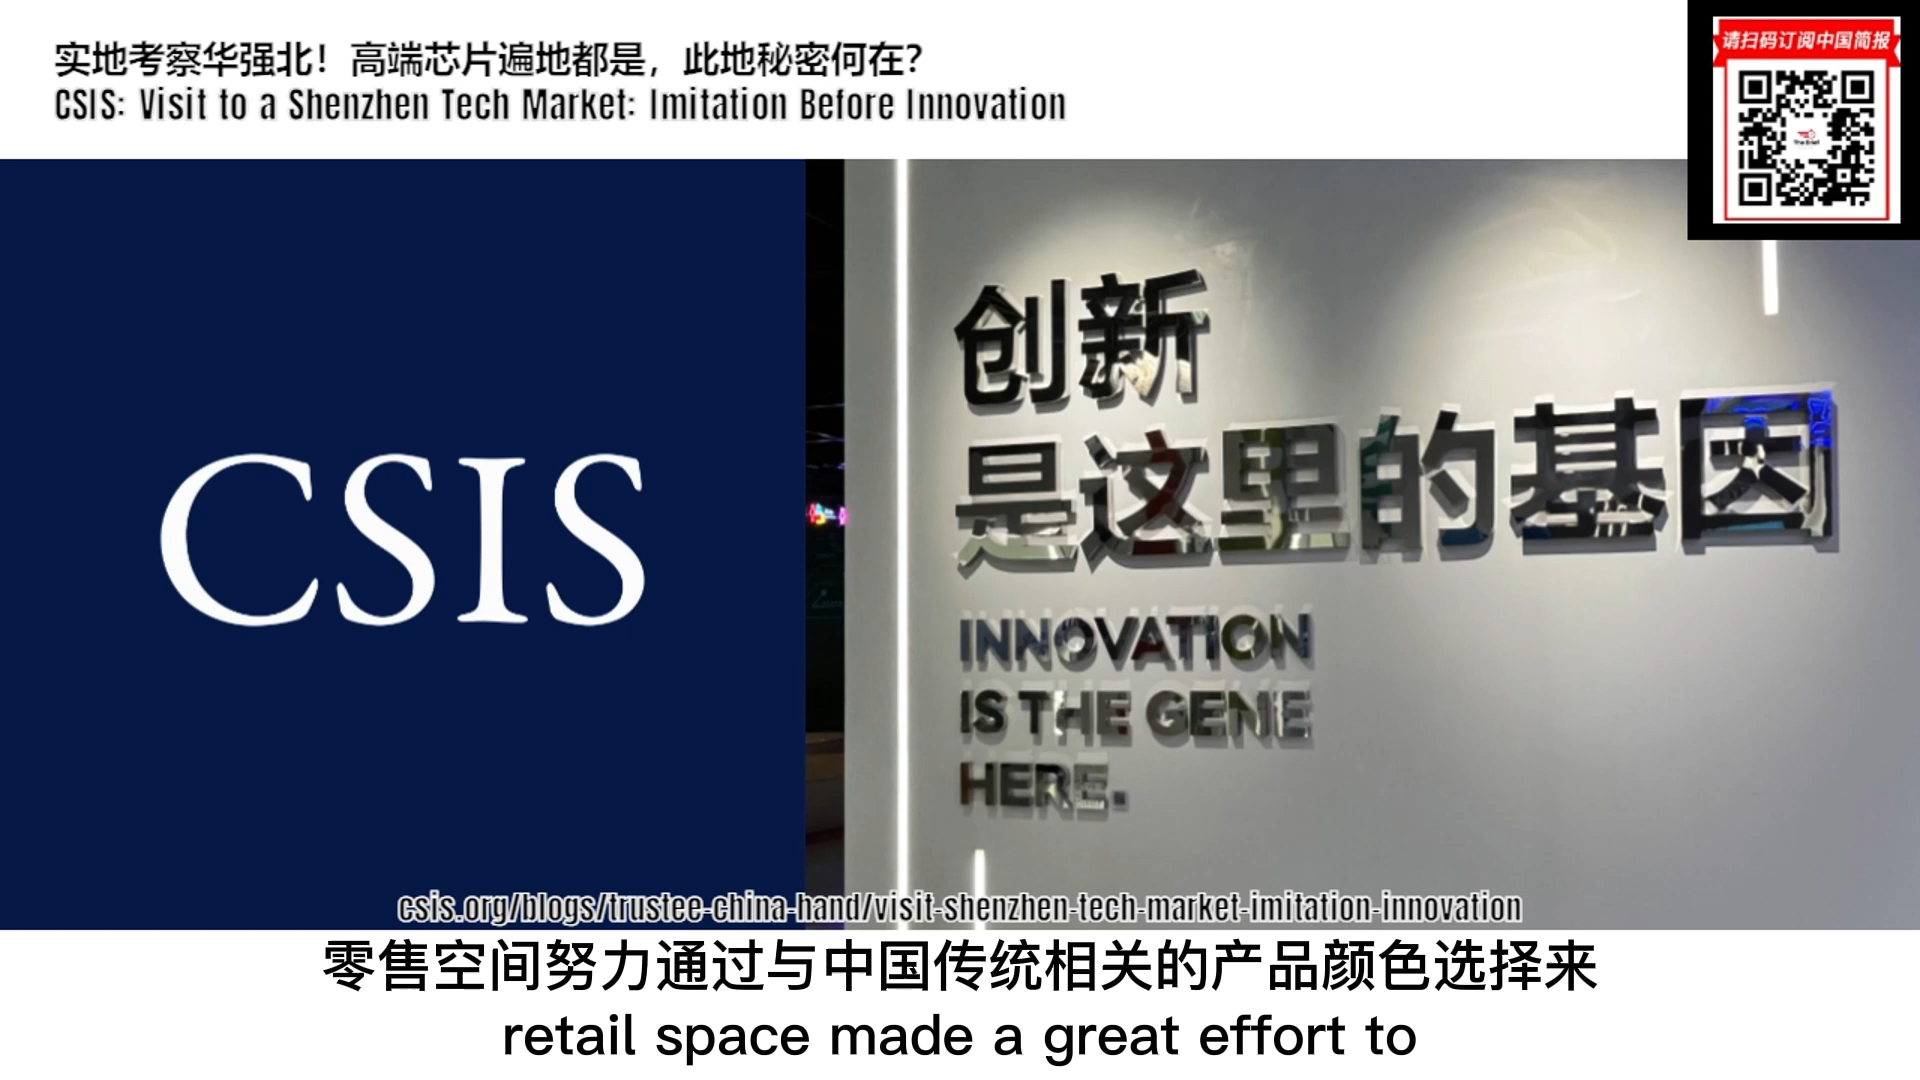 实地考察华强北！高端芯片遍地都是，此地秘密何在？
CSIS: Visit to a Shenzhen Tech Market: Imitation Before Innovation
请扫码订阅中国简报
CSIS
创新
是这里的基因
INNOVATION
IS THE GENE
HERE.
csis.org/blogs/trustee-china-hand/visit-shenzhen-tech-market-imitation-innovation
零售空间努力通过与中国传统相关的产品颜色选择来
retail space made a great effort to